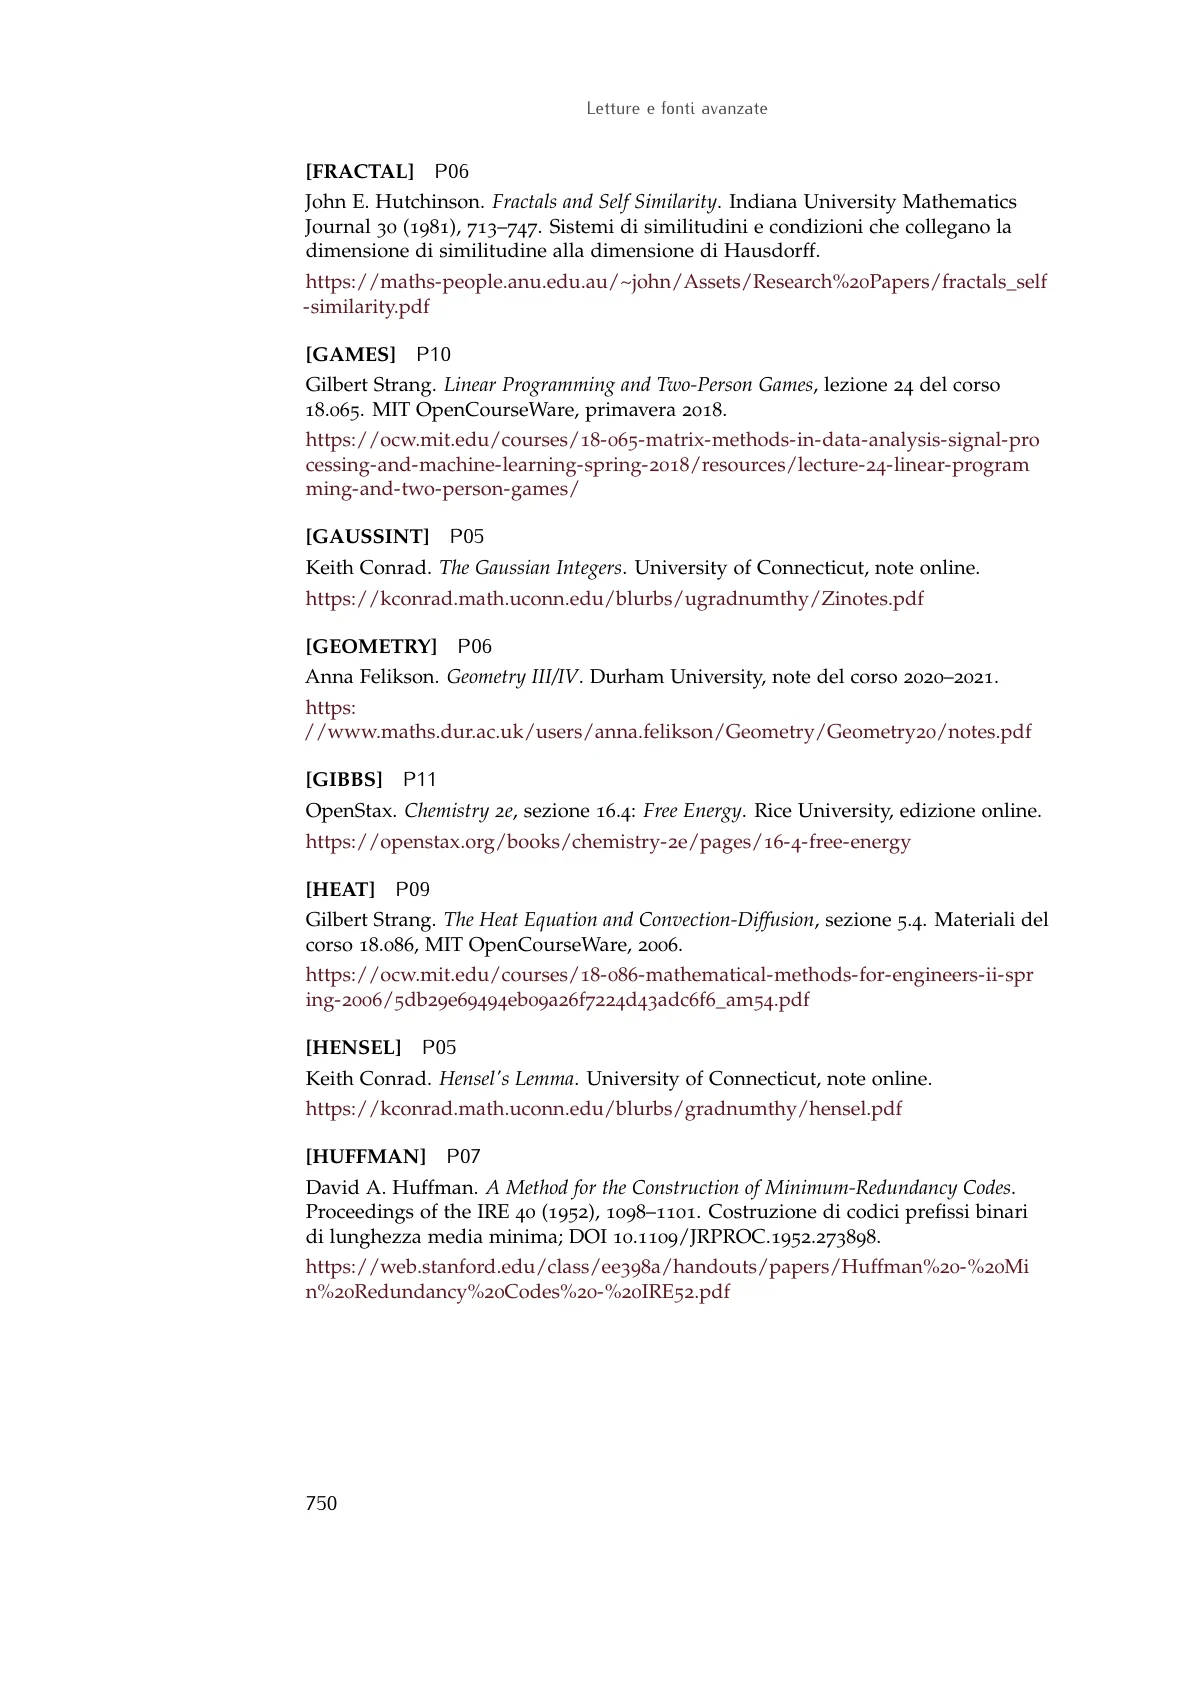 Letture e fonti avanzate
[FRACTAL] P06
John E. Hutchinson. Fractals and Self Similarity. Indiana University Mathematics
Journal 30 (1981), 713–747. Sistemi di similitudini e condizioni che collegano la
dimensione di similitudine alla dimensione di Hausdorff.
https://maths-people.anu.edu.au/~john/Assets/Research%20Papers/fractals_self
-similarity.pdf
[GAMES] P10
Gilbert Strang. Linear Programming and Two-Person Games, lezione 24 del corso
18.065. MIT OpenCourseWare, primavera 2018.
https://ocw.mit.edu/courses/18-065-matrix-methods-in-data-analysis-signal-pro
cessing-and-machine-learning-spring-2018/resources/lecture-24-linear-program
ming-and-two-person-games/
[GAUSSINT] P05
Keith Conrad. The Gaussian Integers. University of Connecticut, note online.
https://kconrad.math.uconn.edu/blurbs/ugradnumthy/Zinotes.pdf
[GEOMETRY] P06
Anna Felikson. Geometry III/IV. Durham University, note del corso 2020–2021.
https:
//www.maths.dur.ac.uk/users/anna.felikson/Geometry/Geometry20/notes.pdf
[GIBBS] P11
OpenStax. Chemistry 2e, sezione 16.4: Free Energy. Rice University, edizione online.
https://openstax.org/books/chemistry-2e/pages/16-4-free-energy
[HEAT] P09
Gilbert Strang. The Heat Equation and Convection-Diffusion, sezione 5.4. Materiali del
corso 18.086, MIT OpenCourseWare, 2006.
https://ocw.mit.edu/courses/18-086-mathematical-methods-for-engineers-ii-spr
ing-2006/5db29e69494eb09a26f7224d43adc6f6_am54.pdf
[HENSEL] P05
Keith Conrad. Hensel's Lemma. University of Connecticut, note online.
https://kconrad.math.uconn.edu/blurbs/gradnumthy/hensel.pdf
[HUFFMAN] P07
David A. Huffman. A Method for the Construction of Minimum-Redundancy Codes.
Proceedings of the IRE 40 (1952), 1098–1101. Costruzione di codici prefissi binari
di lunghezza media minima; DOI 10.1109/JRPROC.1952.273898.
https://web.stanford.edu/class/ee398a/handouts/papers/Huffman%20-%20Mi
n%20Redundancy%20Codes%20-%20IRE52.pdf
750